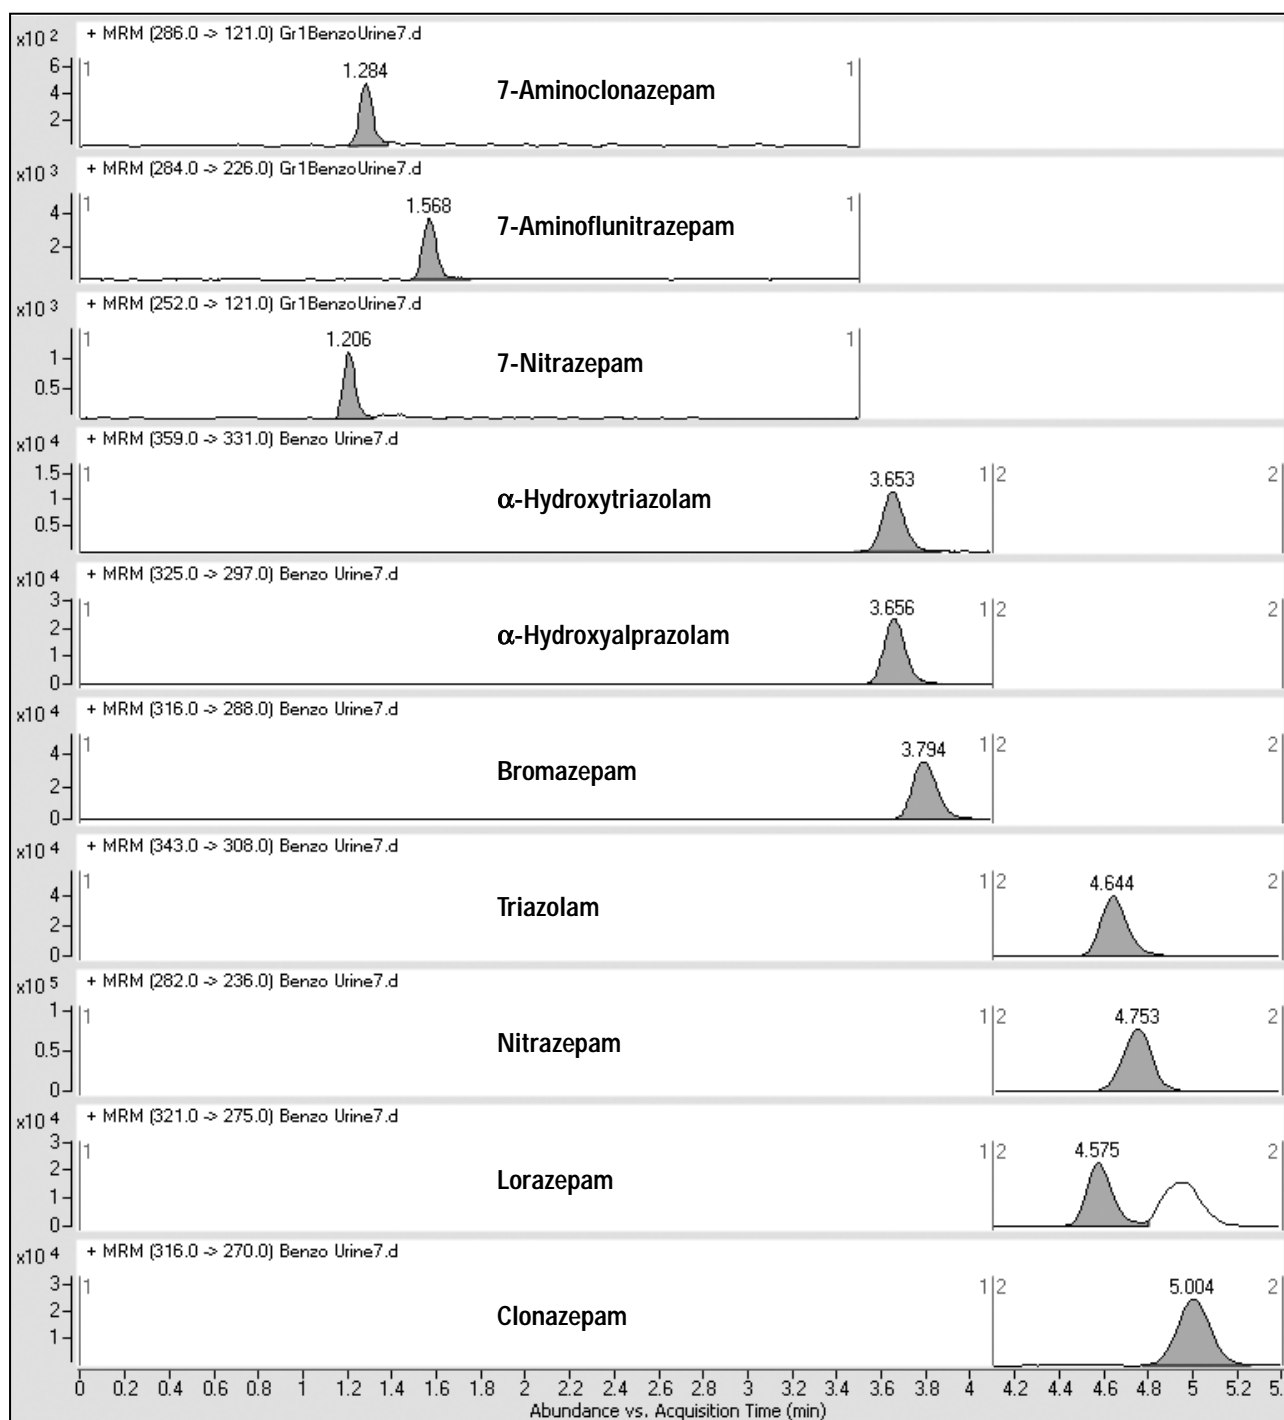 x10 2 + MRM (286.0 -> 121.0) Gr1BenzoUrine7.d
6 1 1.284 7-Aminoclonazepam 1
4
2
x10 3 + MRM (284.0 -> 226.0) Gr1BenzoUrine7.d
4 1 1.568 7-Aminoflunitrazepam 1
2
x10 3 + MRM (252.0 -> 121.0) Gr1BenzoUrine7.d
1 1.206 7-Nitrazepam 1
1
0.5
x10 4 + MRM (359.0 -> 331.0) Benzo Urine7.d
1.5 1 α-Hydroxytriazolam 3.653 1 2 2
1
0.5
x10 4 + MRM (325.0 -> 297.0) Benzo Urine7.d
3 1 α-Hydroxyalprazolam 3.656 1 2 2
2
1
0
x10 4 + MRM (316.0 -> 288.0) Benzo Urine7.d
4 1 Bromazepam 3.794 1 2 2
2
0
x10 4 + MRM (343.0 -> 308.0) Benzo Urine7.d
4 1 Triazolam 1 2 4.644 2
2
0
x10 5 + MRM (282.0 -> 236.0) Benzo Urine7.d
1 1 Nitrazepam 1 2 4.753 2
0.5
0
x10 4 + MRM (321.0 -> 275.0) Benzo Urine7.d
3 1 Lorazepam 1 2 4.575 2
2
1
0
x10 4 + MRM (316.0 -> 270.0) Benzo Urine7.d
3 1 Clonazepam 1 2 5.004 2
2
1
0 0.2 0.4 0.6 0.8 1 1.2 1.4 1.6 1.8 2 2.2 2.4 2.6 2.8 3 3.2 3.4 3.6 3.8 4 4.2 4.4 4.6 4.8 5 5.2 5.
Abundance vs. Acquisition Time (min)